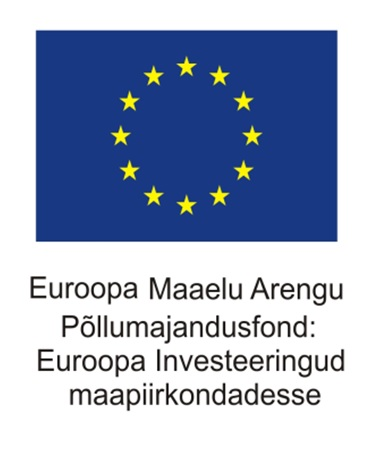 Euroopa Maaelu Arengu
Põllumajandusfond:
Euroopa Investeeringud
maapiirkondadesse